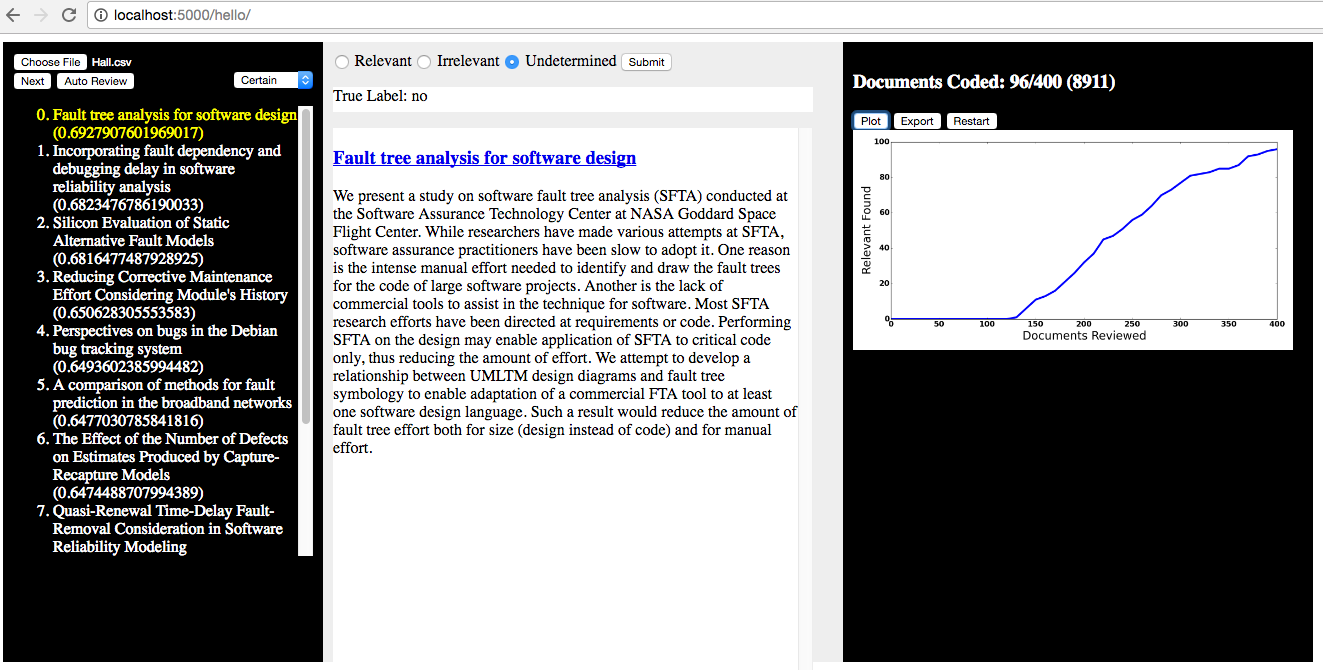 localhost:5000/hello/
Choose File Hall.csv
Next Auto Review Certain
0. Fault tree analysis for software design
(0.6927907601969017)
1. Incorporating fault dependency and
debugging delay in software
reliability analysis
(0.6823476786190033)
2. Silicon Evaluation of Static
Alternative Fault Models
(0.6816477487928925)
3. Reducing Corrective Maintenance
Effort Considering Module's History
(0.650628305553583)
4. Perspectives on bugs in the Debian
bug tracking system
(0.6493602385994482)
5. A comparison of methods for fault
prediction in the broadband networks
(0.6477030785841816)
6. The Effect of the Number of Defects
on Estimates Produced by Capture-
Recapture Models
(0.6474488707994389)
7. Quasi-Renewal Time-Delay Fault-
Removal Consideration in Software
Reliability Modeling
Relevant Irrelevant Undetermined Submit
True Label: no
Fault tree analysis for software design
We present a study on software fault tree analysis (SFTA) conducted at
the Software Assurance Technology Center at NASA Goddard Space
Flight Center. While researchers have made various attempts at SFTA,
software assurance practitioners have been slow to adopt it. One reason
is the intense manual effort needed to identify and draw the fault trees
for the code of large software projects. Another is the lack of
commercial tools to assist in the technique for software. Most SFTA
research efforts have been directed at requirements or code. Performing
SFTA on the design may enable application of SFTA to critical code
only, thus reducing the amount of effort. We attempt to develop a
relationship between UMLTM design diagrams and fault tree
symbology to enable adaptation of a commercial FTA tool to at least
one software design language. Such a result would reduce the amount of
fault tree effort both for size (design instead of code) and for manual
effort.
Documents Coded: 96/400 (8911)
Plot Export Restart
100
80
60
40
20
0
Relevant Found
0 50 100 150 200 250 300 350 400
Documents Reviewed